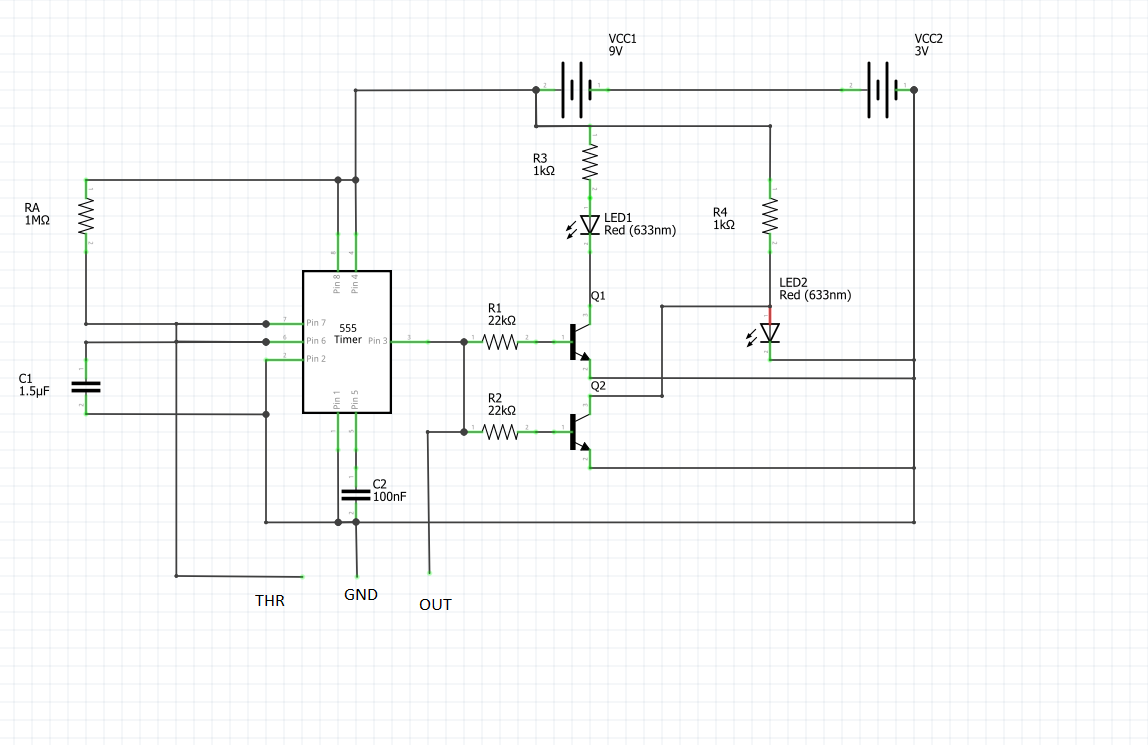 VCC1
9V
VCC2
3V
R3
1kΩ
RA
1MΩ
R4
1kΩ
LED1
Red (633nm)
LED2
Red (633nm)
Pin 8
Pin 4
Q1
R1
22kΩ
Pin 7
555
Timer
Pin 3
Pin 6
Pin 2
C1
1.5µF
Q2
R2
22kΩ
Pin 1
Pin 5
C2
100nF
THR
GND
OUT